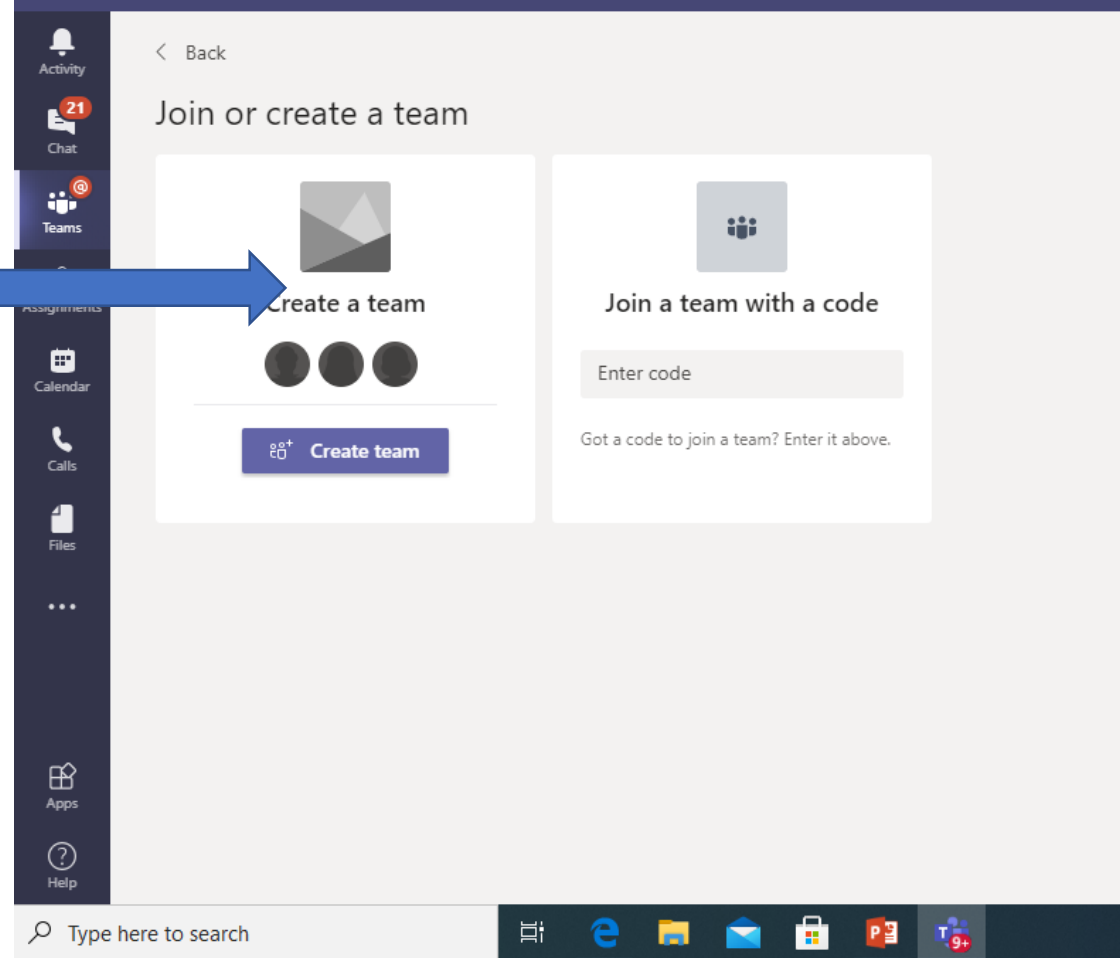 Activity
21
Chat
@
Teams
Assignments
Calendar
Calls
Files
Apps
? Help
Back
Join or create a team
Create a team
Create team
Join a team with a code
Enter code
Got a code to join a team? Enter it above.
Type here to search
P
T
9+